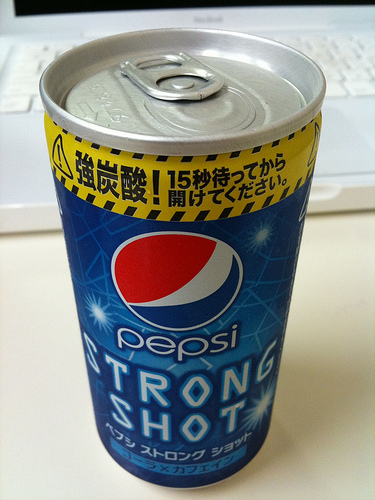 強炭酸! 15秒待ってから
開けてください。
pepsi
STRONG
SHOT
ペプシ ストロング ショット
コーラ×カフェイン